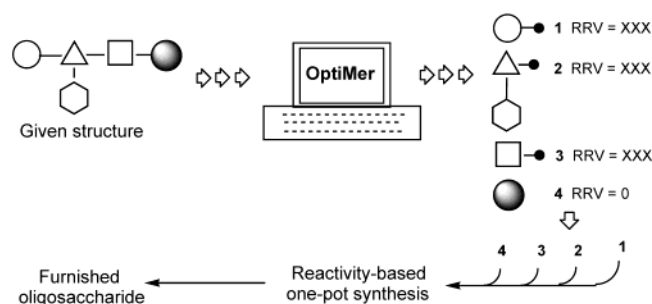 OptiMer
Given structure
1 RRV = XXX
2 RRV = XXX
3 RRV = XXX
4 RRV = 0
4 3 2 1
Furnished
oligosaccharide
Reactivity-based
one-pot synthesis